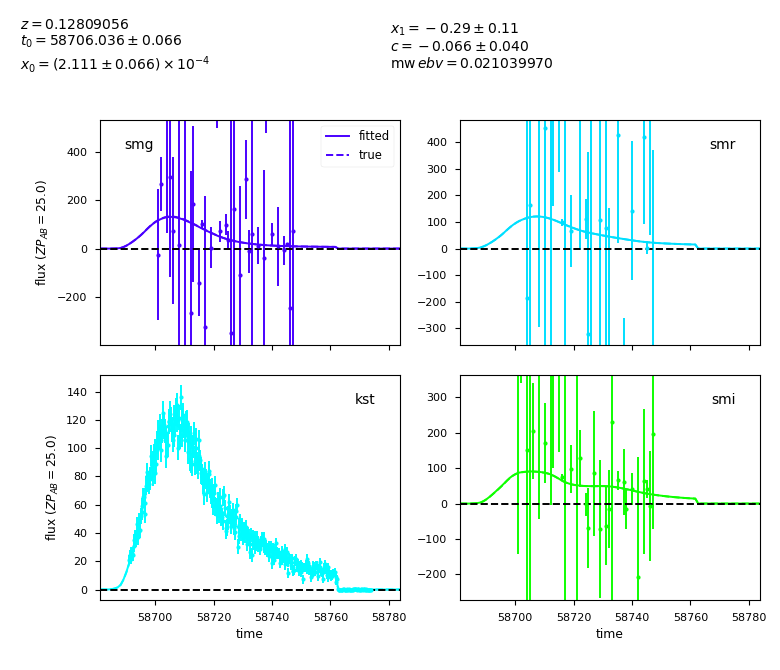 z = 0.12809056
t₀ = 58706.036 ± 0.066
x₀ = (2.111 ± 0.066) × 10⁻⁴
x₁ = −0.29 ± 0.11
c = −0.066 ± 0.040
mw ebv = 0.021039970
smg
fitted
true
400
200
0
−200
flux (ZP_AB = 25.0)
smr
400
300
200
100
0
−100
−200
−300
kst
140
120
100
80
60
40
20
0
flux (ZP_AB = 25.0)
58700 58720 58740 58760 58780
time
smi
300
200
100
0
−100
−200
58700 58720 58740 58760 58780
time